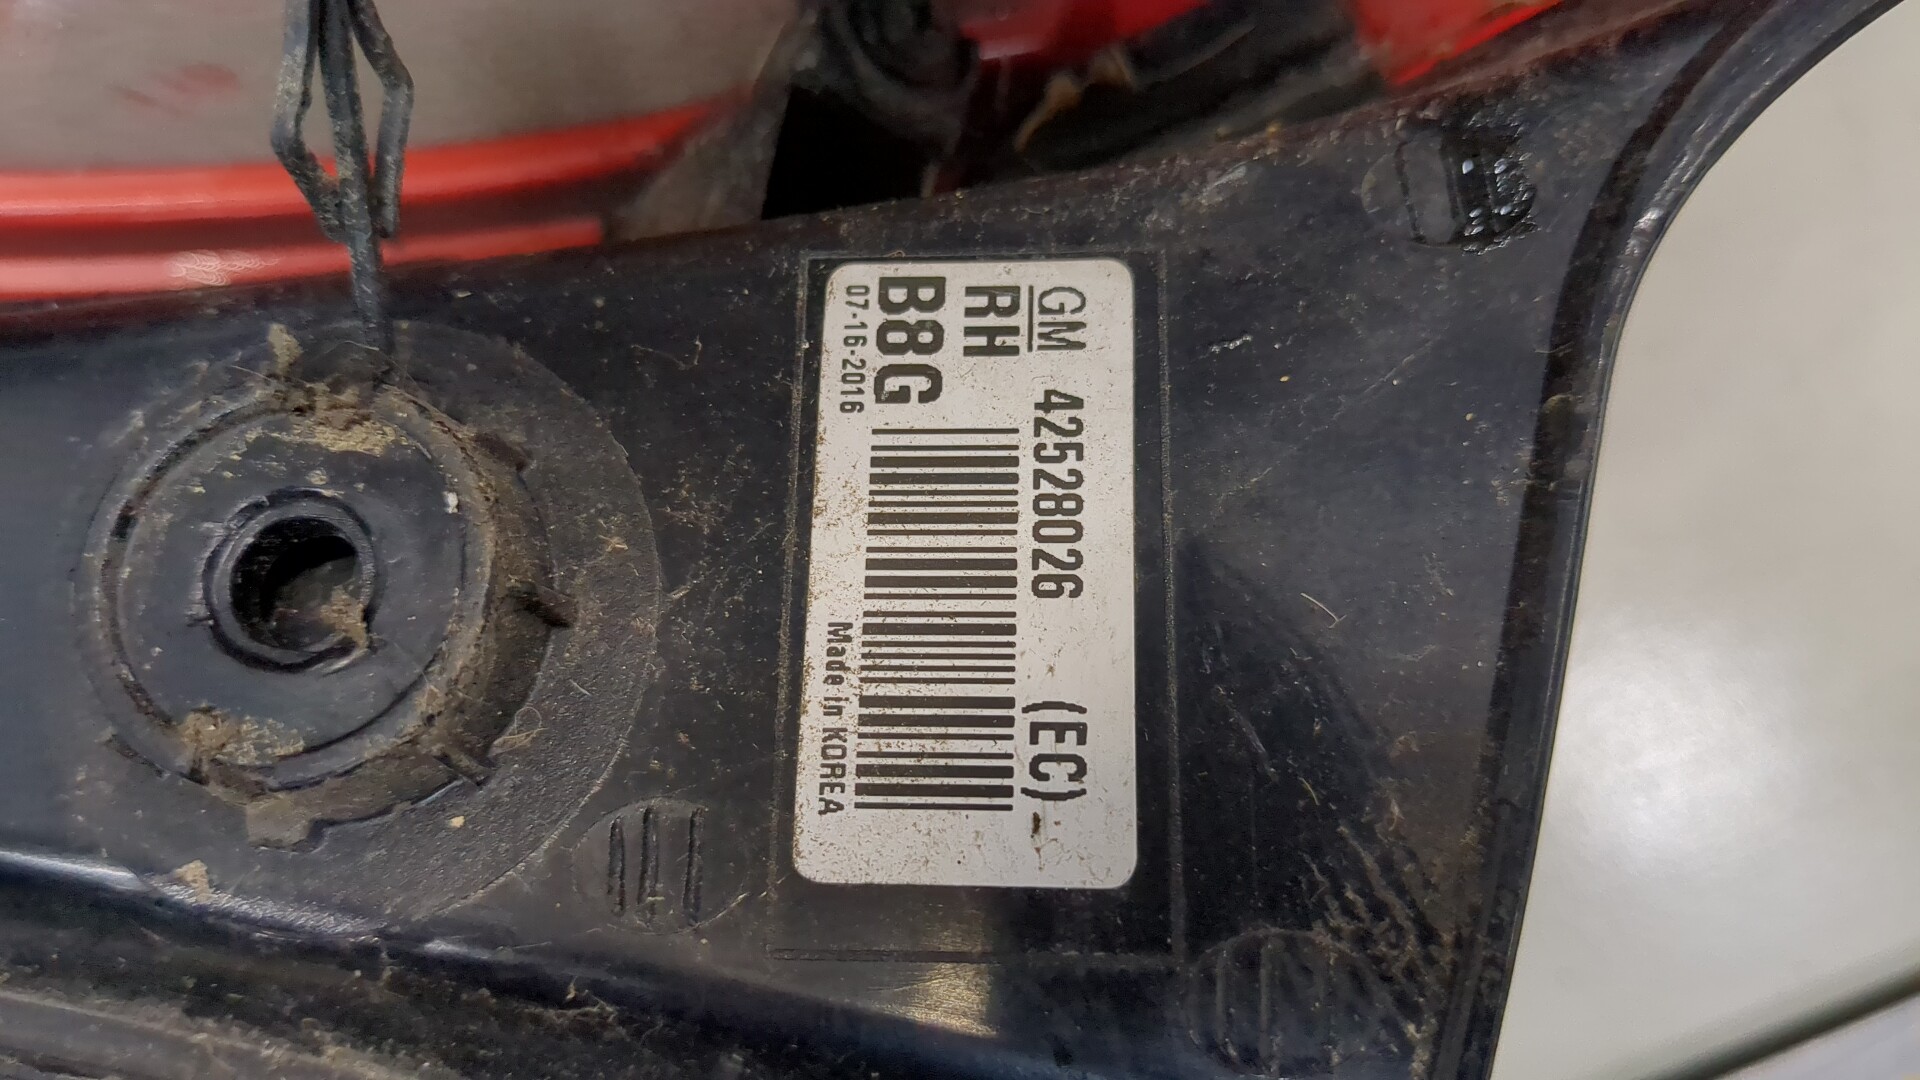 GM 42528026 (EC)
RH
B8G
07-16-2016 Made in KOREA